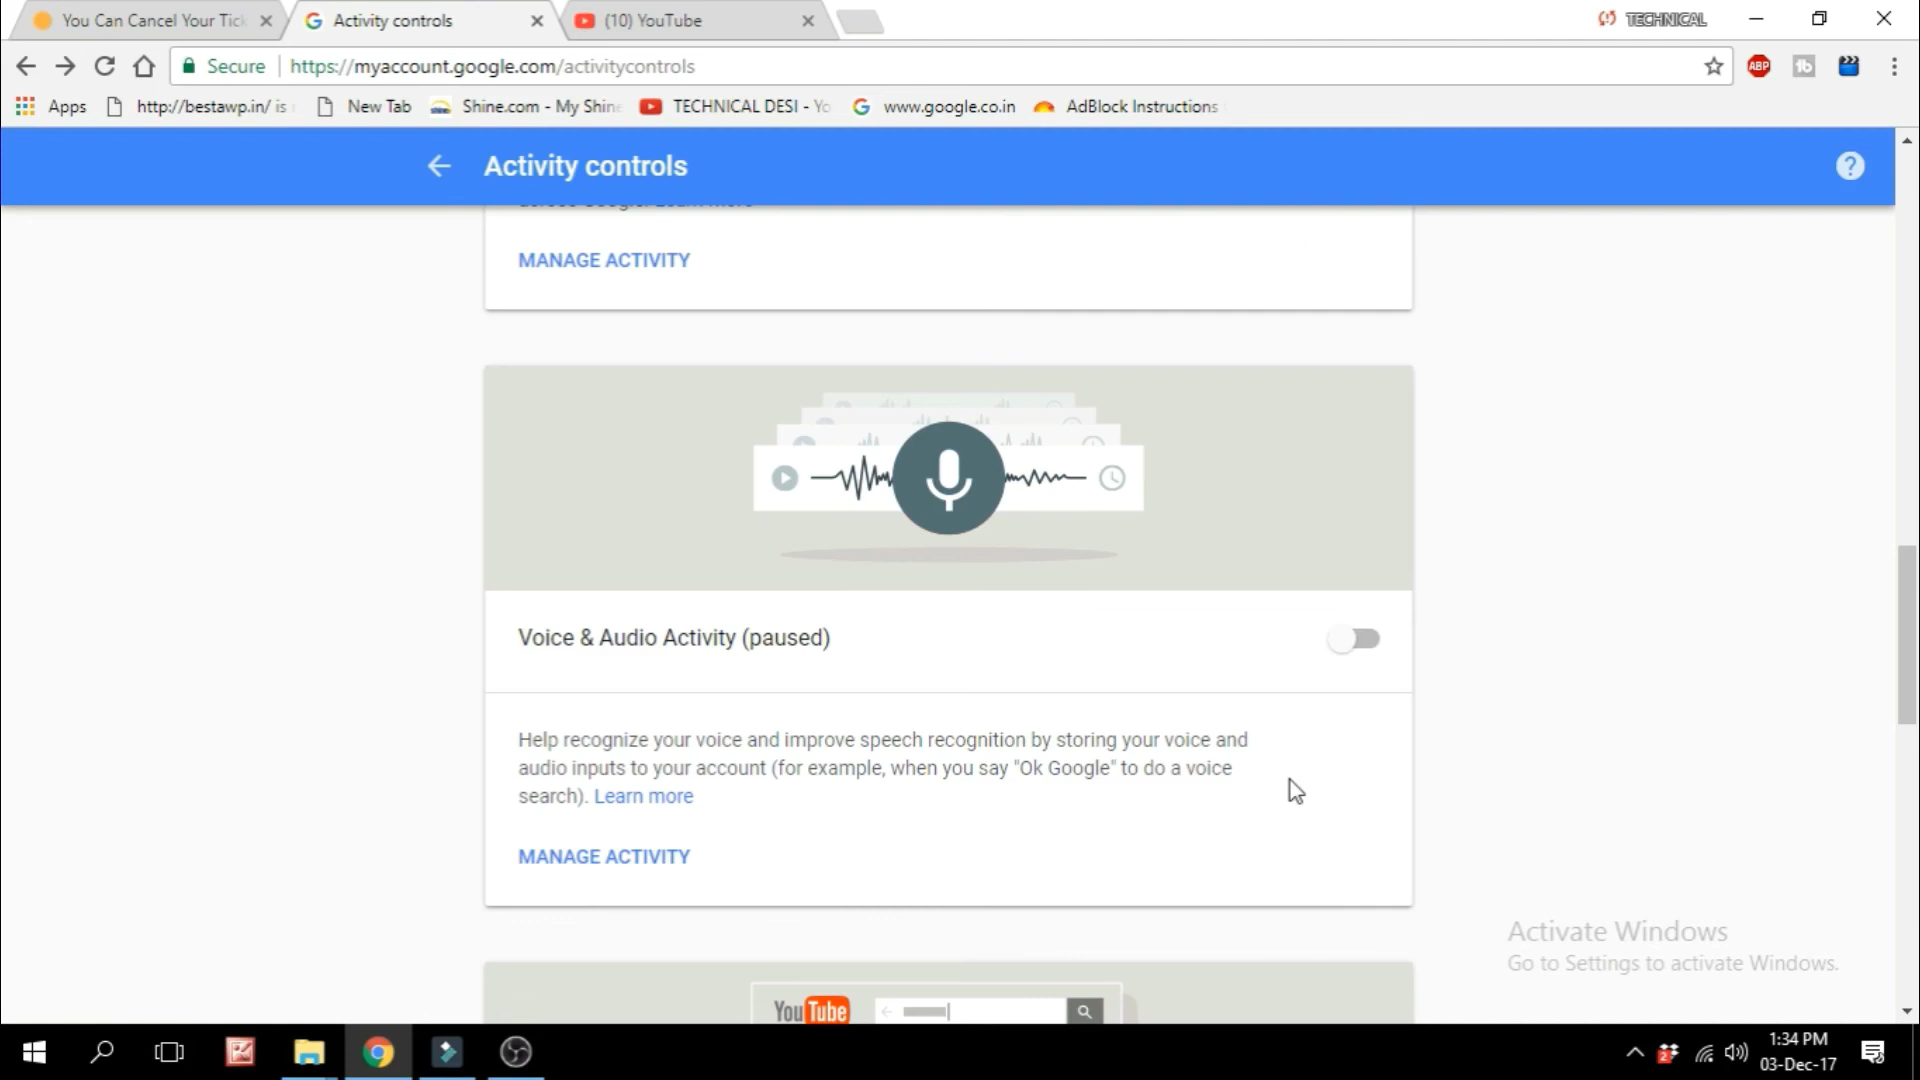 You Can Cancel Your Tick
Activity controls
(10) YouTube
TECHNICAL
Secure
https://myaccount.google.com/activitycontrols
ABP
Apps
http://bestawp.in/ is
New Tab
Shine.com - My Shine
TECHNICAL DESI - Yo
www.google.co.in
AdBlock Instructions
Activity controls
?
MANAGE ACTIVITY
Voice & Audio Activity (paused)
Help recognize your voice and improve speech recognition by storing your voice and
audio inputs to your account (for example, when you say "Ok Google" to do a voice
search). Learn more
MANAGE ACTIVITY
Activate Windows
Go to Settings to activate Windows.
YouTube
1:34 PM
03-Dec-17